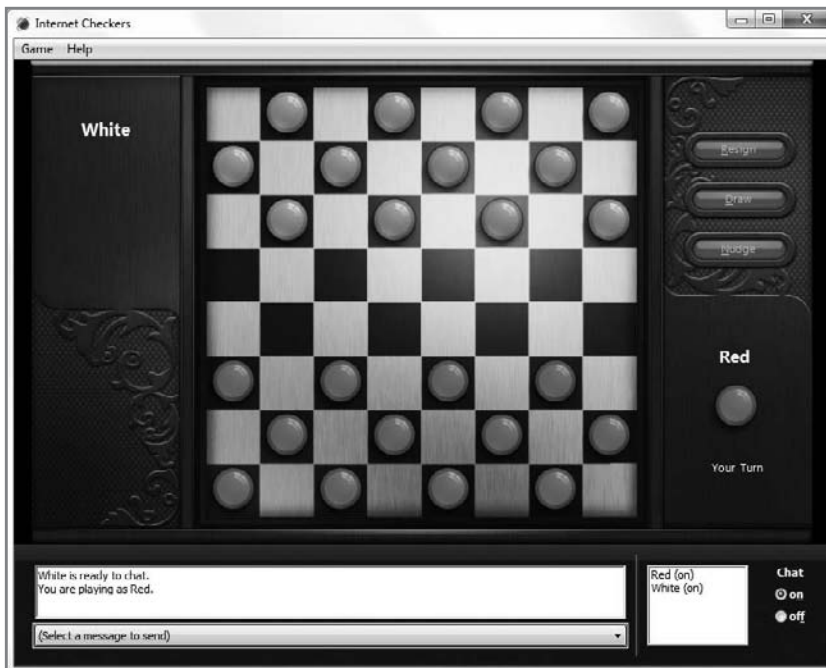 Internet Checkers
Game Help
White
Resign
Draw
Nudge
Red
Your Turn
White is ready to chat.
You are playing as Red.
(Select a message to send)
Red (on)
White (on)
Chat
on
off